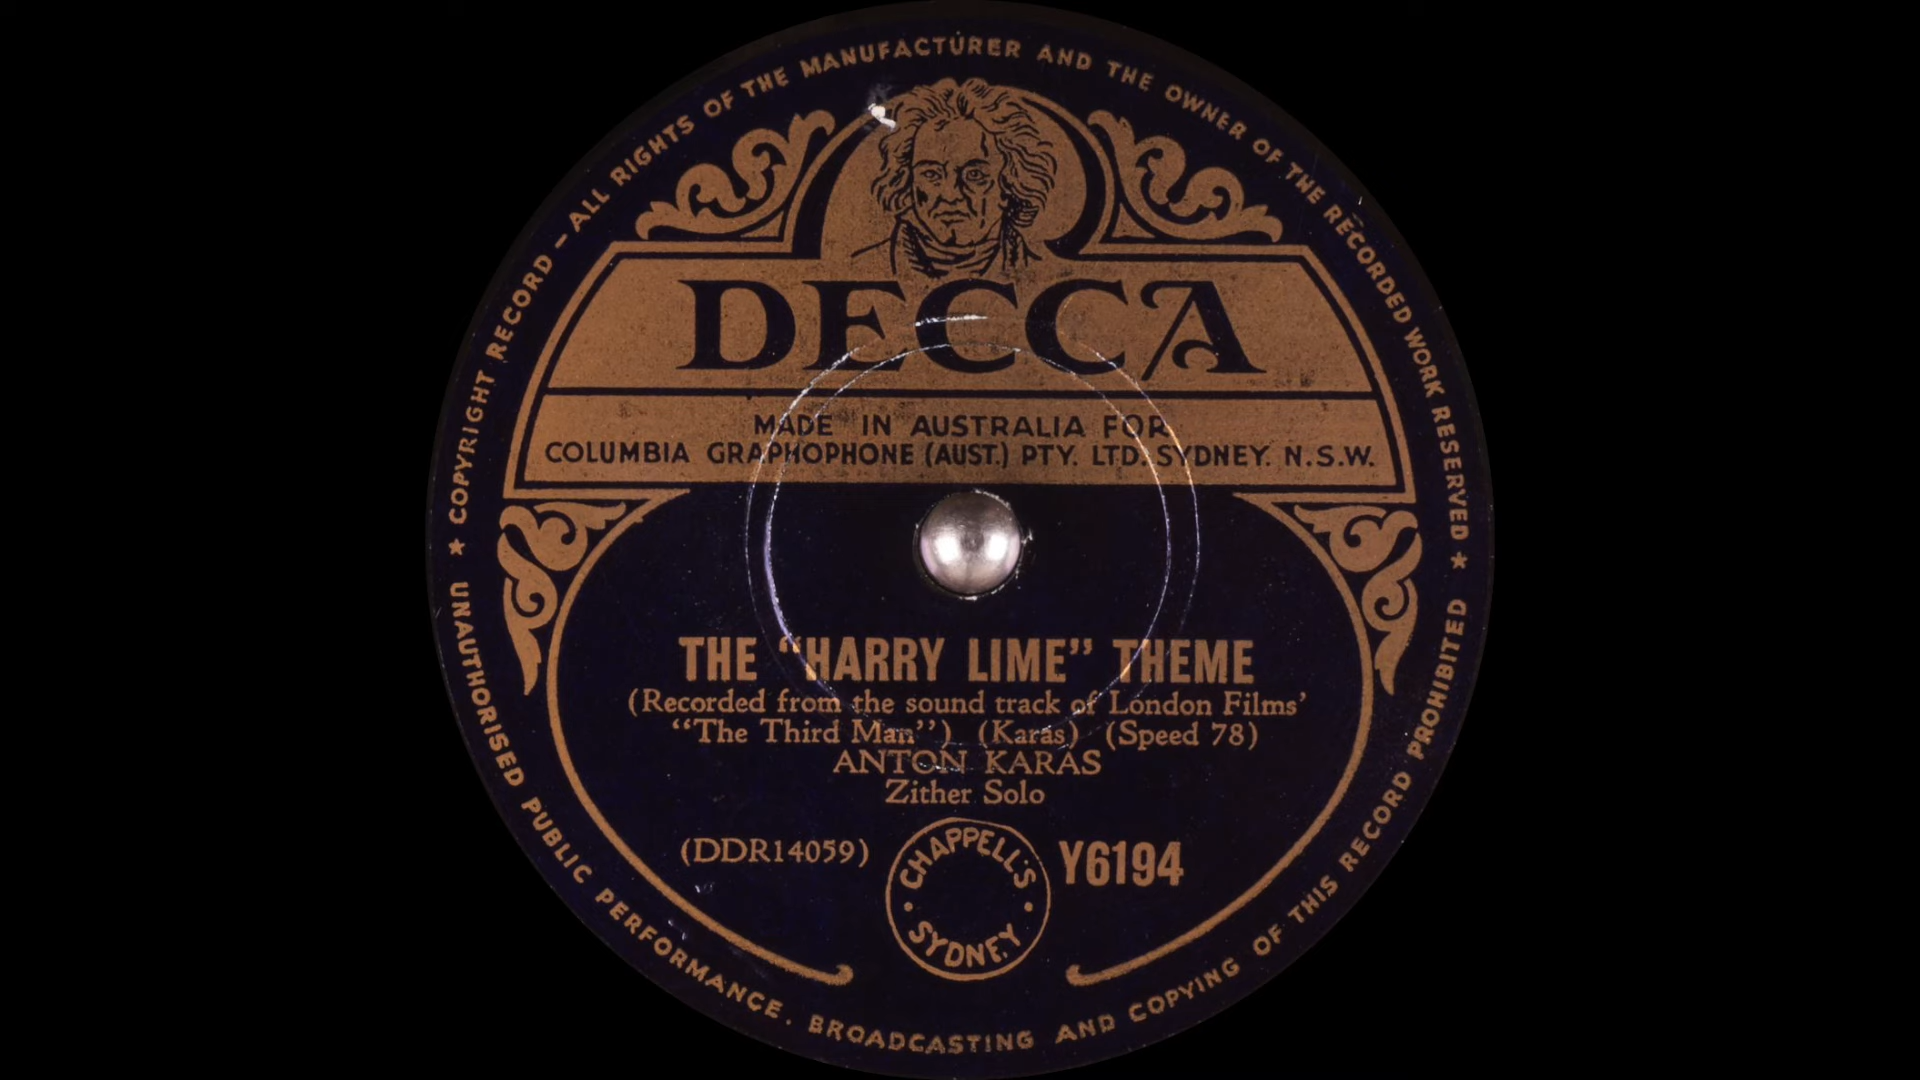 COPYRIGHT RECORD – ALL RIGHTS OF THE MANUFACTURER AND THE OWNER OF THE RECORDED WORK RESERVED ★
DECCA
MADE IN AUSTRALIA FOR
COLUMBIA GRAPHOPHONE (AUST.) PTY. LTD. SYDNEY. N.S.W.
THE “HARRY LIME” THEME
(Recorded from the sound track of London Films’
“The Third Man”) (Karas) (Speed 78)
ANTON KARAS
Zither Solo
(DDR14059)
CHAPPELL'S
• SYDNEY •
Y6194
★ UNAUTHORISED PUBLIC PERFORMANCE. BROADCASTING AND COPYING OF THIS RECORD PROHIBITED